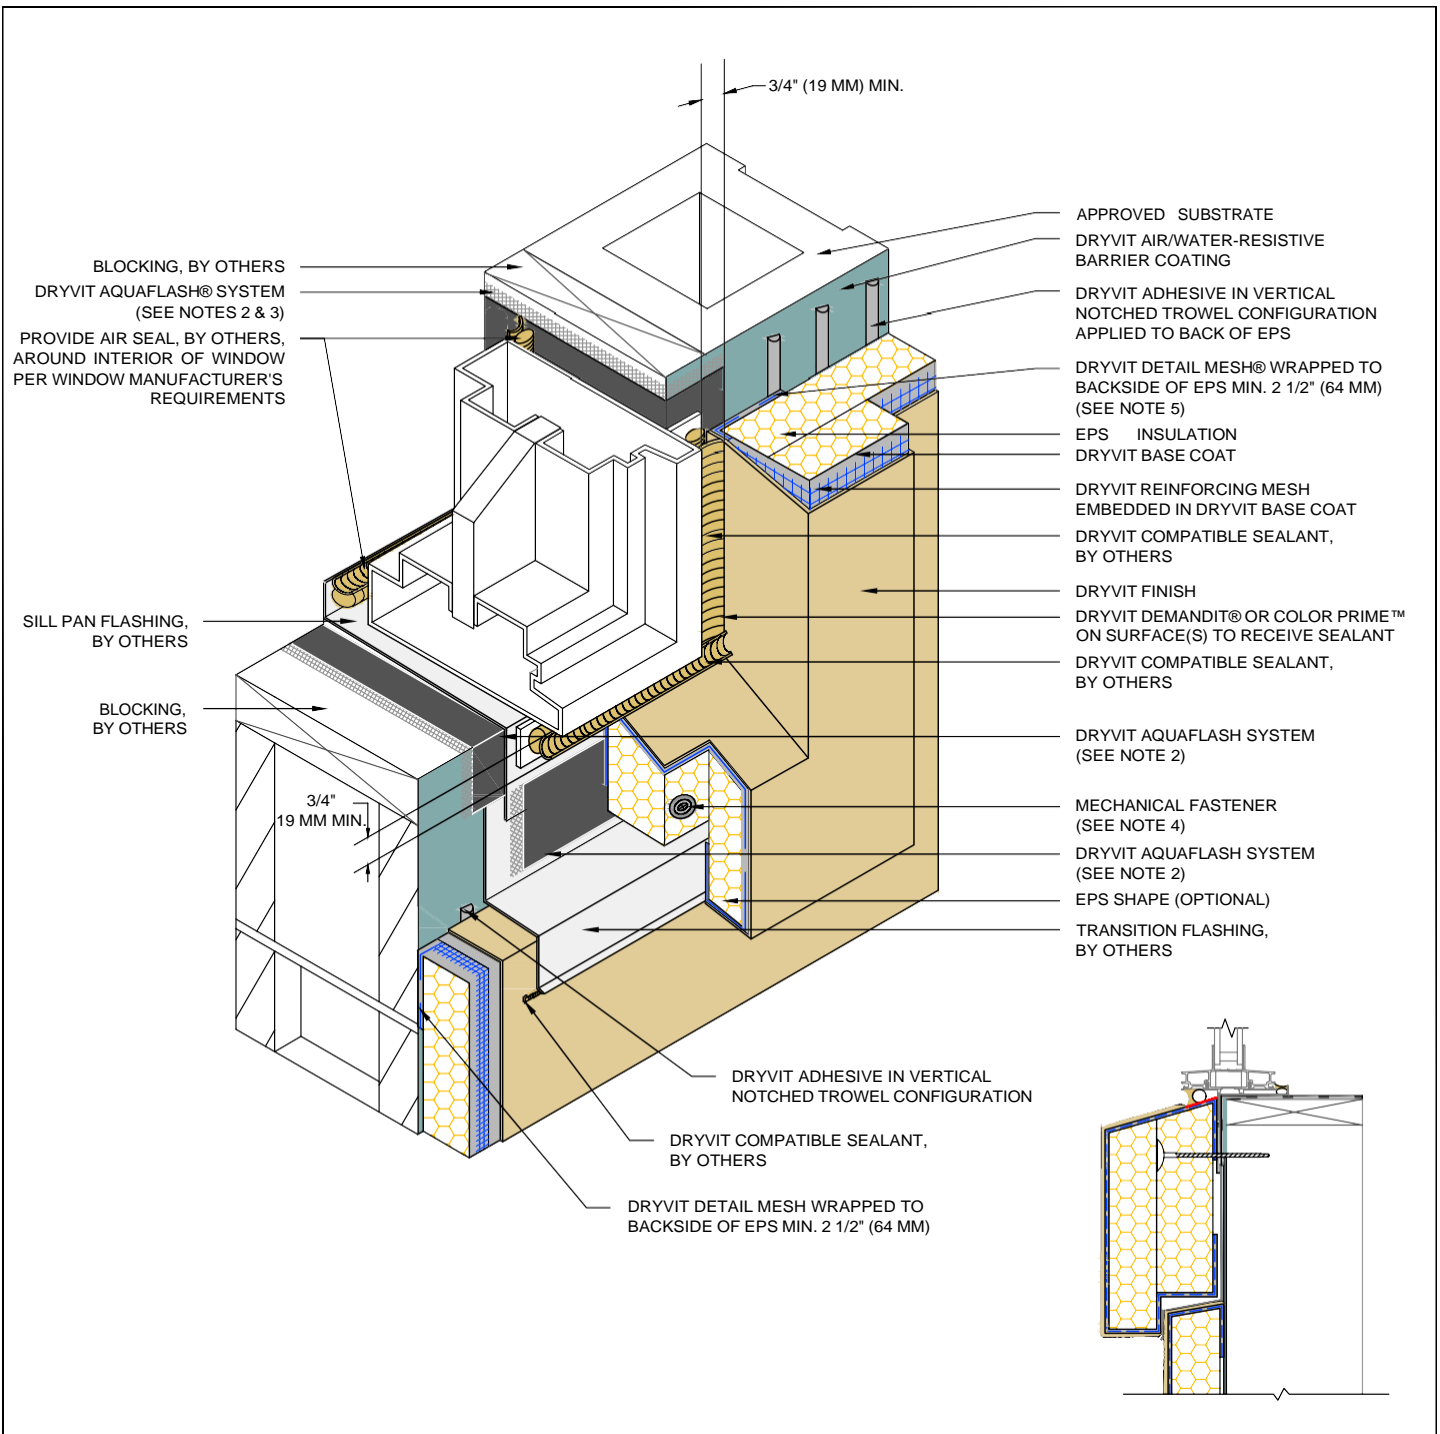 3/4" (19 MM) MIN.
BLOCKING, BY OTHERS
DRYVIT AQUAFLASH® SYSTEM
(SEE NOTES 2 & 3)
PROVIDE AIR SEAL, BY OTHERS,
AROUND INTERIOR OF WINDOW
PER WINDOW MANUFACTURER'S
REQUIREMENTS
SILL PAN FLASHING,
BY OTHERS
BLOCKING,
BY OTHERS
3/4"
19 MM MIN.
APPROVED SUBSTRATE
DRYVIT AIR/WATER-RESISTIVE
BARRIER COATING
DRYVIT ADHESIVE IN VERTICAL
NOTCHED TROWEL CONFIGURATION
APPLIED TO BACK OF EPS
DRYVIT DETAIL MESH® WRAPPED TO
BACKSIDE OF EPS MIN. 2 1/2" (64 MM)
(SEE NOTE 5)
EPS INSULATION
DRYVIT BASE COAT
DRYVIT REINFORCING MESH
EMBEDDED IN DRYVIT BASE COAT
DRYVIT COMPATIBLE SEALANT,
BY OTHERS
DRYVIT FINISH
DRYVIT DEMANDIT® OR COLOR PRIME™
ON SURFACE(S) TO RECEIVE SEALANT
DRYVIT COMPATIBLE SEALANT,
BY OTHERS
DRYVIT AQUAFLASH SYSTEM
(SEE NOTE 2)
MECHANICAL FASTENER
(SEE NOTE 4)
DRYVIT AQUAFLASH SYSTEM
(SEE NOTE 2)
EPS SHAPE (OPTIONAL)
TRANSITION FLASHING,
BY OTHERS
DRYVIT ADHESIVE IN VERTICAL
NOTCHED TROWEL CONFIGURATION
DRYVIT COMPATIBLE SEALANT,
BY OTHERS
DRYVIT DETAIL MESH WRAPPED TO
BACKSIDE OF EPS MIN. 2 1/2" (64 MM)